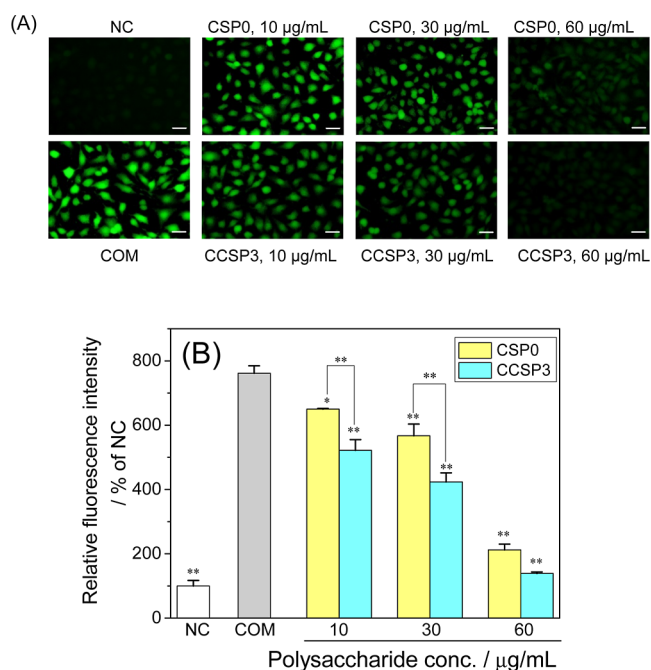 (A)
NC CSP0, 10 μg/mL CSP0, 30 μg/mL CSP0, 60 μg/mL
COM CCSP3, 10 μg/mL CCSP3, 30 μg/mL CCSP3, 60 μg/mL
(B)
CSP0
CCSP3
Relative fluorescence intensity
/ % of NC
800
600
400
200
0
**
*
**
**
**
**
**
**
**
NC COM 10 30 60
Polysaccharide conc. / μg/mL